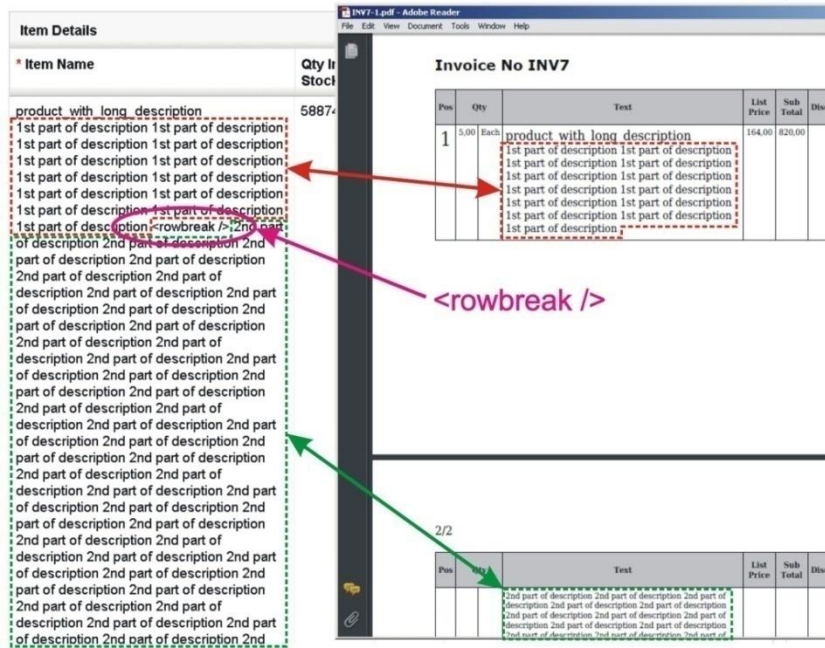 Item Details
* Item Name
Qty In
Stock
product_with_long_description
58874
1st part of description 1st part of description
1st part of description 1st part of description
1st part of description 1st part of description
1st part of description 1st part of description
1st part of description 1st part of description
1st part of description 1st part of description
1st part of description <rowbreak /> 2nd part
of description 2nd part of description 2nd
part of description 2nd part of description
2nd part of description 2nd part of
description 2nd part of description 2nd part
of description 2nd part of description 2nd
part of description 2nd part of description
2nd part of description 2nd part of
description 2nd part of description 2nd part
of description 2nd part of description 2nd
part of description 2nd part of description
2nd part of description 2nd part of
description 2nd part of description 2nd part
of description 2nd part of description 2nd
part of description 2nd part of description
2nd part of description 2nd part of
description 2nd part of description 2nd part
of description 2nd part of description 2nd
part of description 2nd part of description
2nd part of description 2nd part of
description 2nd part of description 2nd part
of description 2nd part of description 2nd
part of description 2nd part of description
2nd part of description 2nd part of
description 2nd part of description 2nd part
of description 2nd part of description 2nd
INV7-1.pdf - Adobe Reader
File Edit View Document Tools Window Help
Invoice No INV7
Pos Qty Text List Price Sub Total Disc
1 5,00 Each product_with_long_description 164,00 820,00
1st part of description 1st part of description
1st part of description 1st part of description
1st part of description 1st part of description
1st part of description 1st part of description
1st part of description 1st part of description
1st part of description 1st part of description
1st part of description
<rowbreak />
2/2
Pos Qty Text List Price Sub Total Disc
2nd part of description 2nd part of description 2nd part of
description 2nd part of description 2nd part of description
2nd part of description 2nd part of description 2nd part of
description 2nd part of description 2nd part of description
2nd part of description 2nd part of description 2nd part of